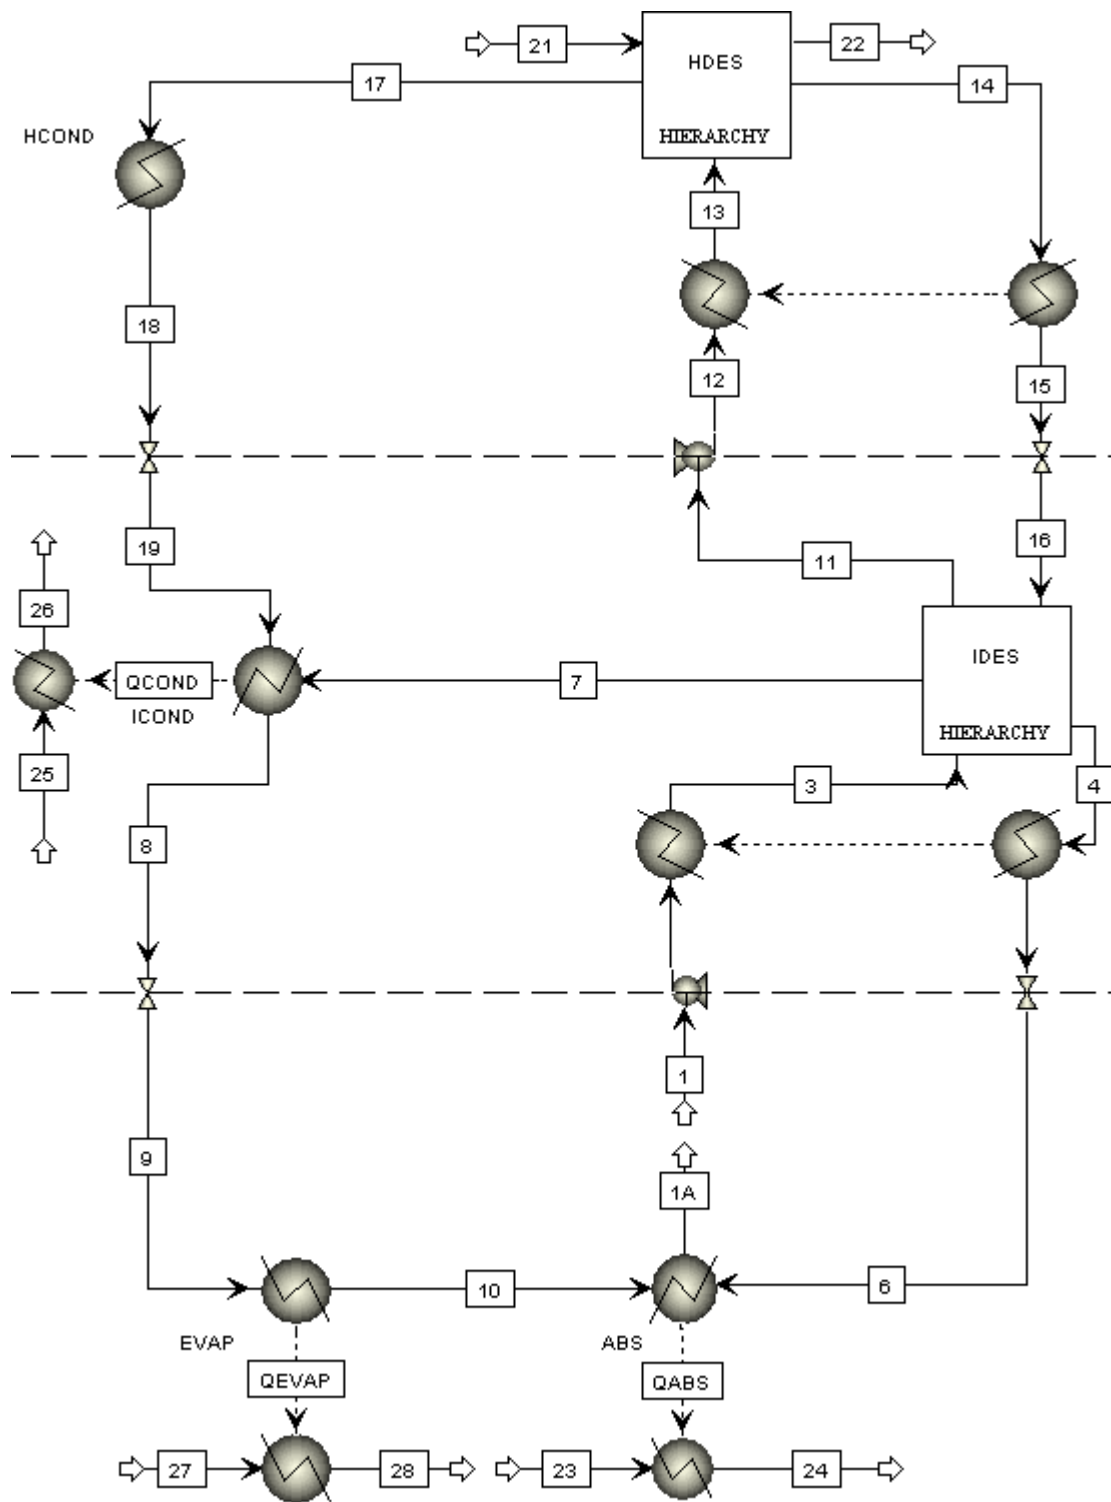 21
HDES
22
17
14
HCOND
HIERARCHY
13
18
12
15
19
11
16
26
IDES
QCOND
7
ICOND
HIERARCHY
25
3
4
8
1
9
1A
10
6
EVAP
ABS
QEVAP
QABS
27
28
23
24